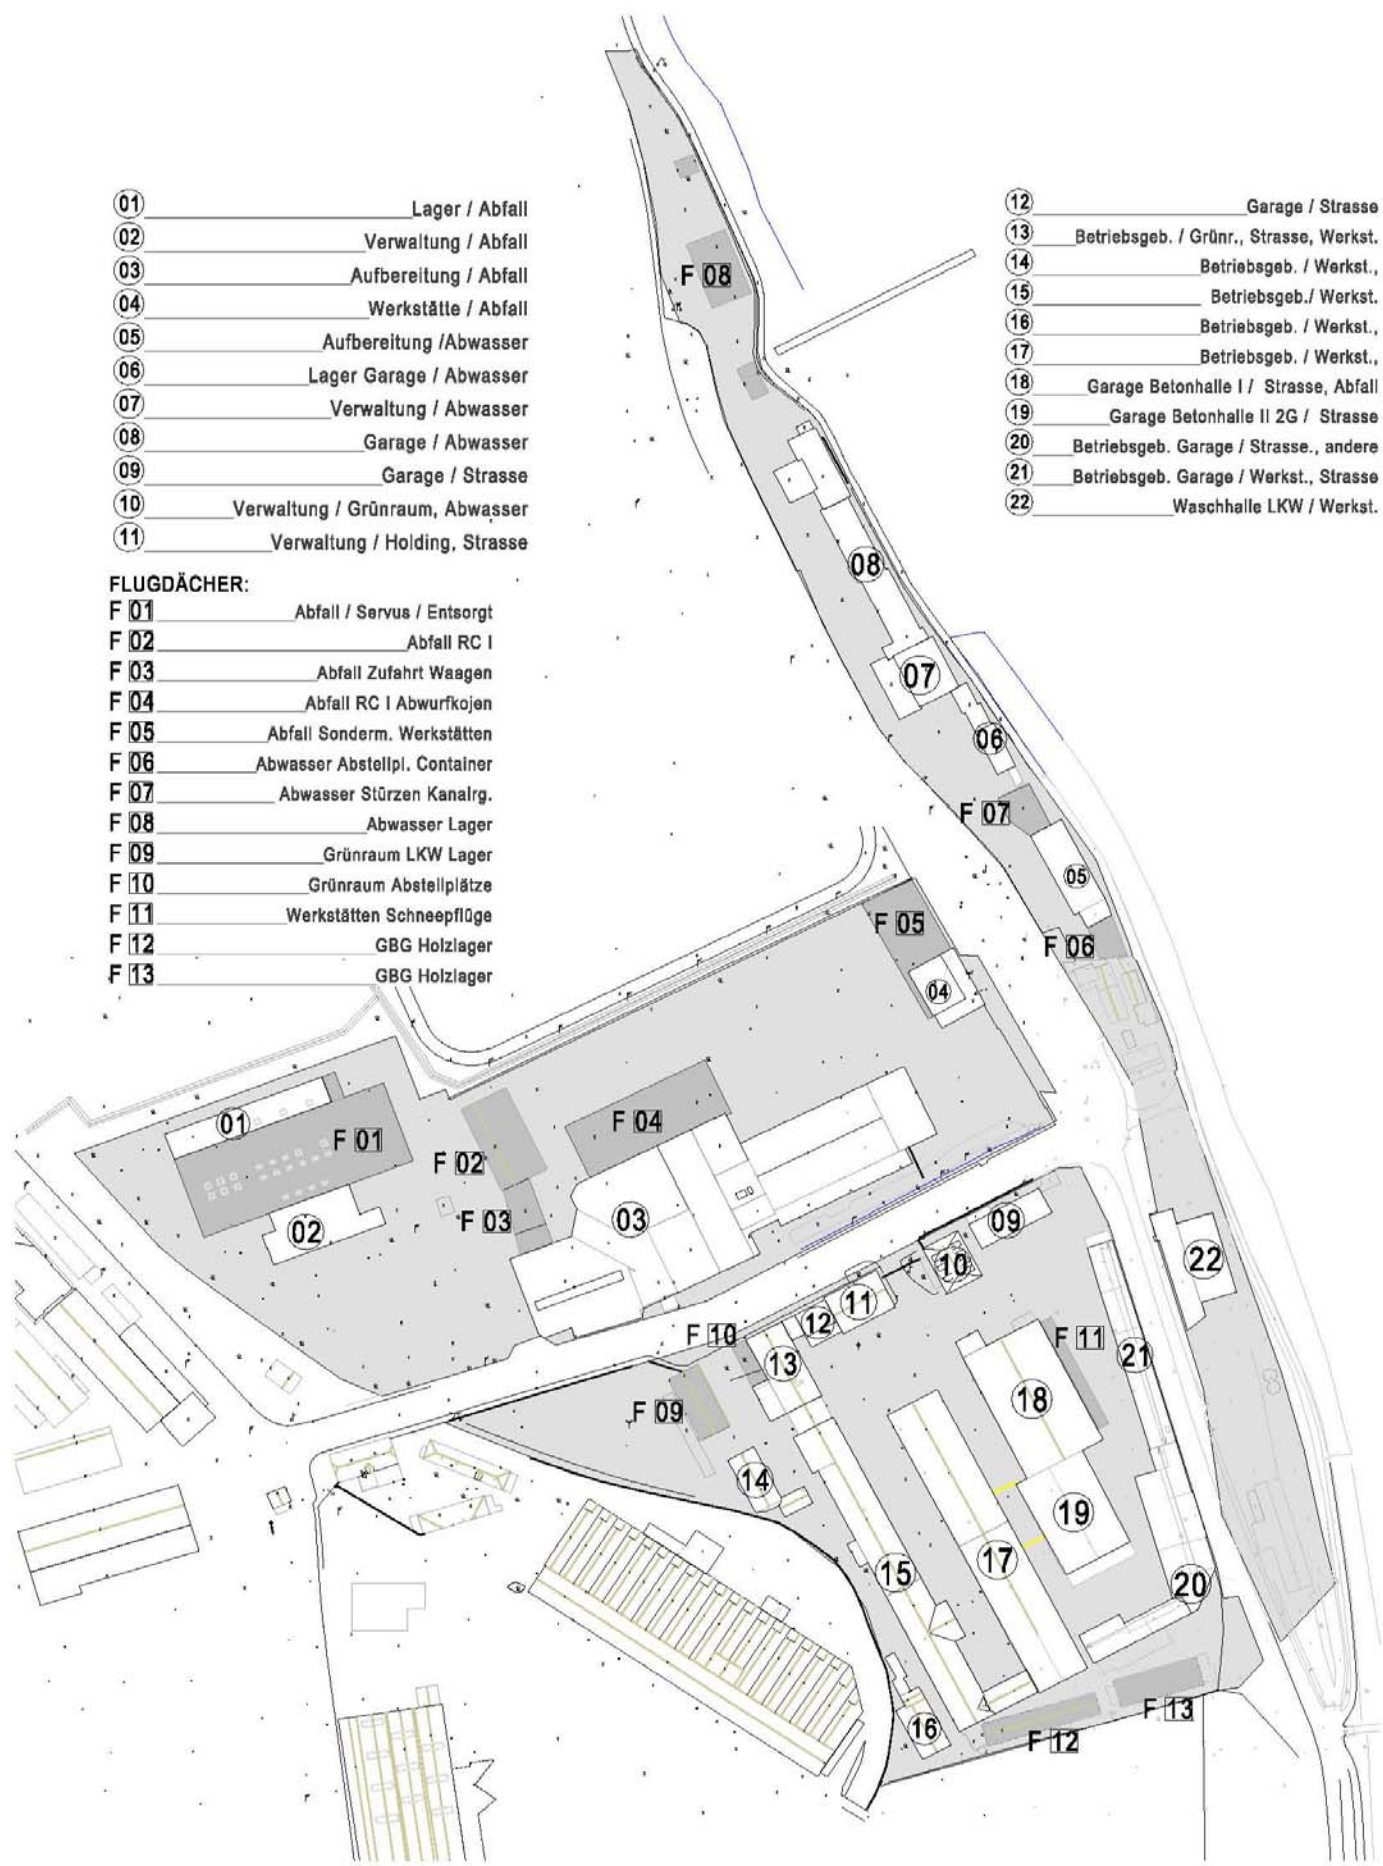 01 Lager / Abfall
02 Verwaltung / Abfall
03 Aufbereitung / Abfall
04 Werkstätte / Abfall
05 Aufbereitung /Abwasser
06 Lager Garage / Abwasser
07 Verwaltung / Abwasser
08 Garage / Abwasser
09 Garage / Strasse
10 Verwaltung / Grünraum, Abwasser
11 Verwaltung / Holding, Strasse
FLUGDÄCHER:
F 01 Abfall / Servus / Entsorgt
F 02 Abfall RC I
F 03 Abfall Zufahrt Waagen
F 04 Abfall RC I Abwurfkojen
F 05 Abfall Sonderm. Werkstätten
F 06 Abwasser Abstellpl. Container
F 07 Abwasser Stürzen Kanalrg.
F 08 Abwasser Lager
F 09 Grünraum LKW Lager
F 10 Grünraum Abstellplätze
F 11 Werkstätten Schneepflüge
F 12 GBG Holzlager
F 13 GBG Holzlager
12 Garage / Strasse
13 Betriebsgeb. / Grünr., Strasse, Werkst.
14 Betriebsgeb. / Werkst.,
15 Betriebsgeb./ Werkst.
16 Betriebsgeb. / Werkst.,
17 Betriebsgeb. / Werkst.,
18 Garage Betonhalle I / Strasse, Abfall
19 Garage Betonhalle II 2G / Strasse
20 Betriebsgeb. Garage / Strasse., andere
21 Betriebsgeb. Garage / Werkst., Strasse
22 Waschhalle LKW / Werkst.
F 08
08
07
06
F 07
05
F 05
F 06
04
01
F 01
F 04
F 02
02
F 03
03
09
10
22
11
12
F 10
13
F 11
21
18
F 09
14
19
17
15
20
F 13
16
F 12